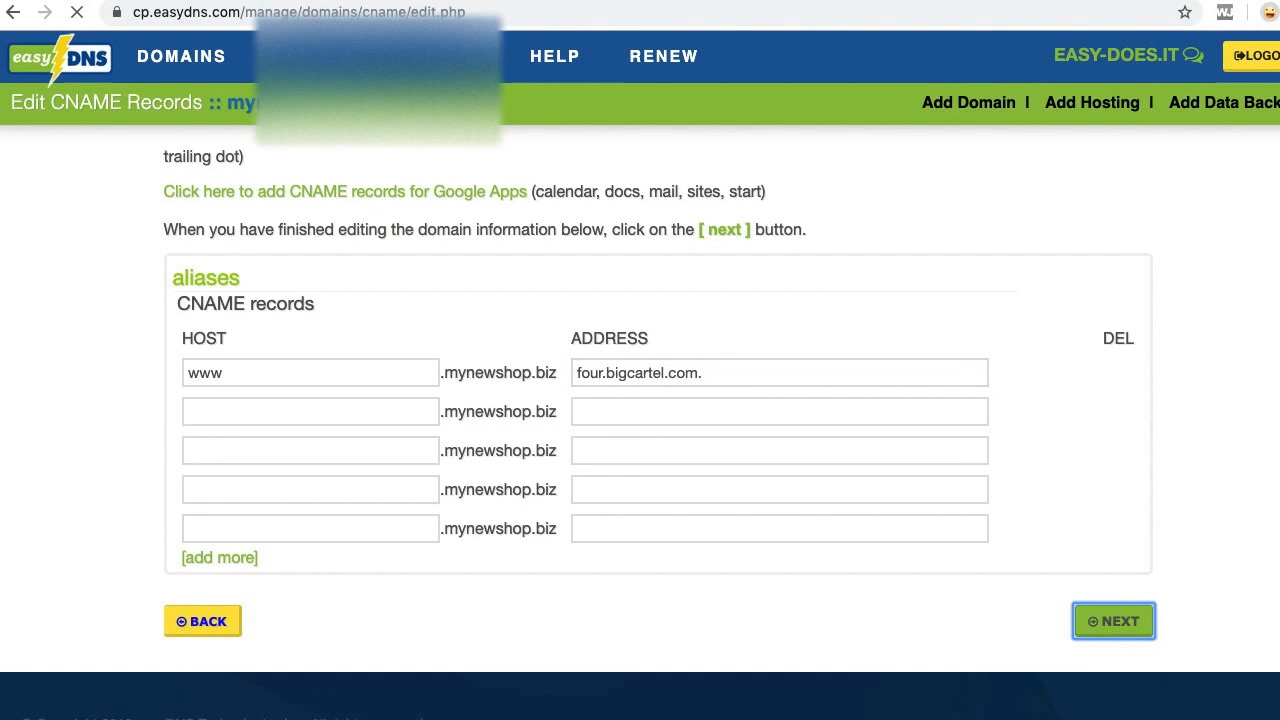 cp.easydns.com/manage/domains/cname/edit.php
easyDNS DOMAINS HELP RENEW EASY-DOES.IT LOGO
Edit CNAME Records :: my Add Domain | Add Hosting | Add Data Back
trailing dot)
Click here to add CNAME records for Google Apps (calendar, docs, mail, sites, start)
When you have finished editing the domain information below, click on the [ next ] button.
aliases
CNAME records
HOST ADDRESS DEL
www .mynewshop.biz four.bigcartel.com.
.mynewshop.biz
.mynewshop.biz
.mynewshop.biz
.mynewshop.biz
[add more]
BACK NEXT